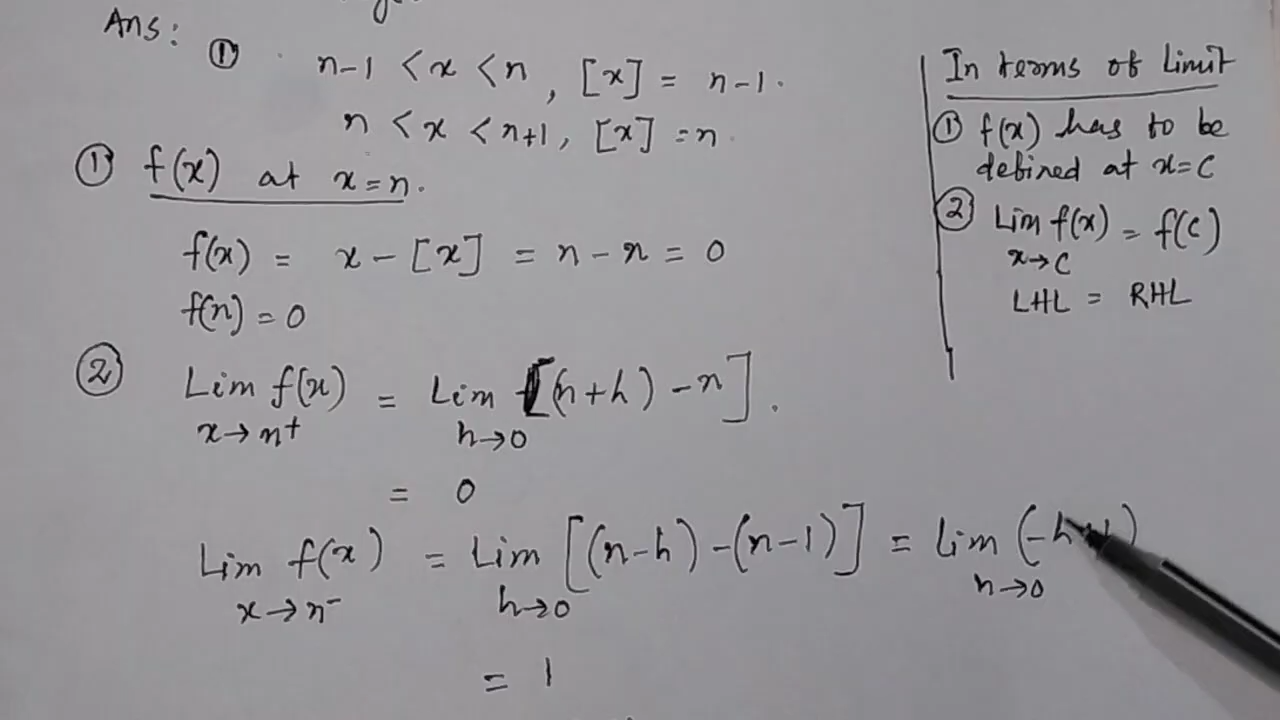 Ans:
① n-1 < x < n, [x] = n-1.
n < x < n+1, [x] = n.
① f(x) at x=n.
f(x) = x - [x] = n - n = 0
f(n) = 0
② Lim f(x) = Lim [(n+h) - n].
x→n+ h→0
= 0
Lim f(x) = Lim [(n-h) - (n-1)] = Lim (-h+1)
x→n- h→0 h→0
= 1
In terms of Limit
① f(x) has to be
defined at x=C
② Lim f(x) = f(c)
x→C
LHL = RHL